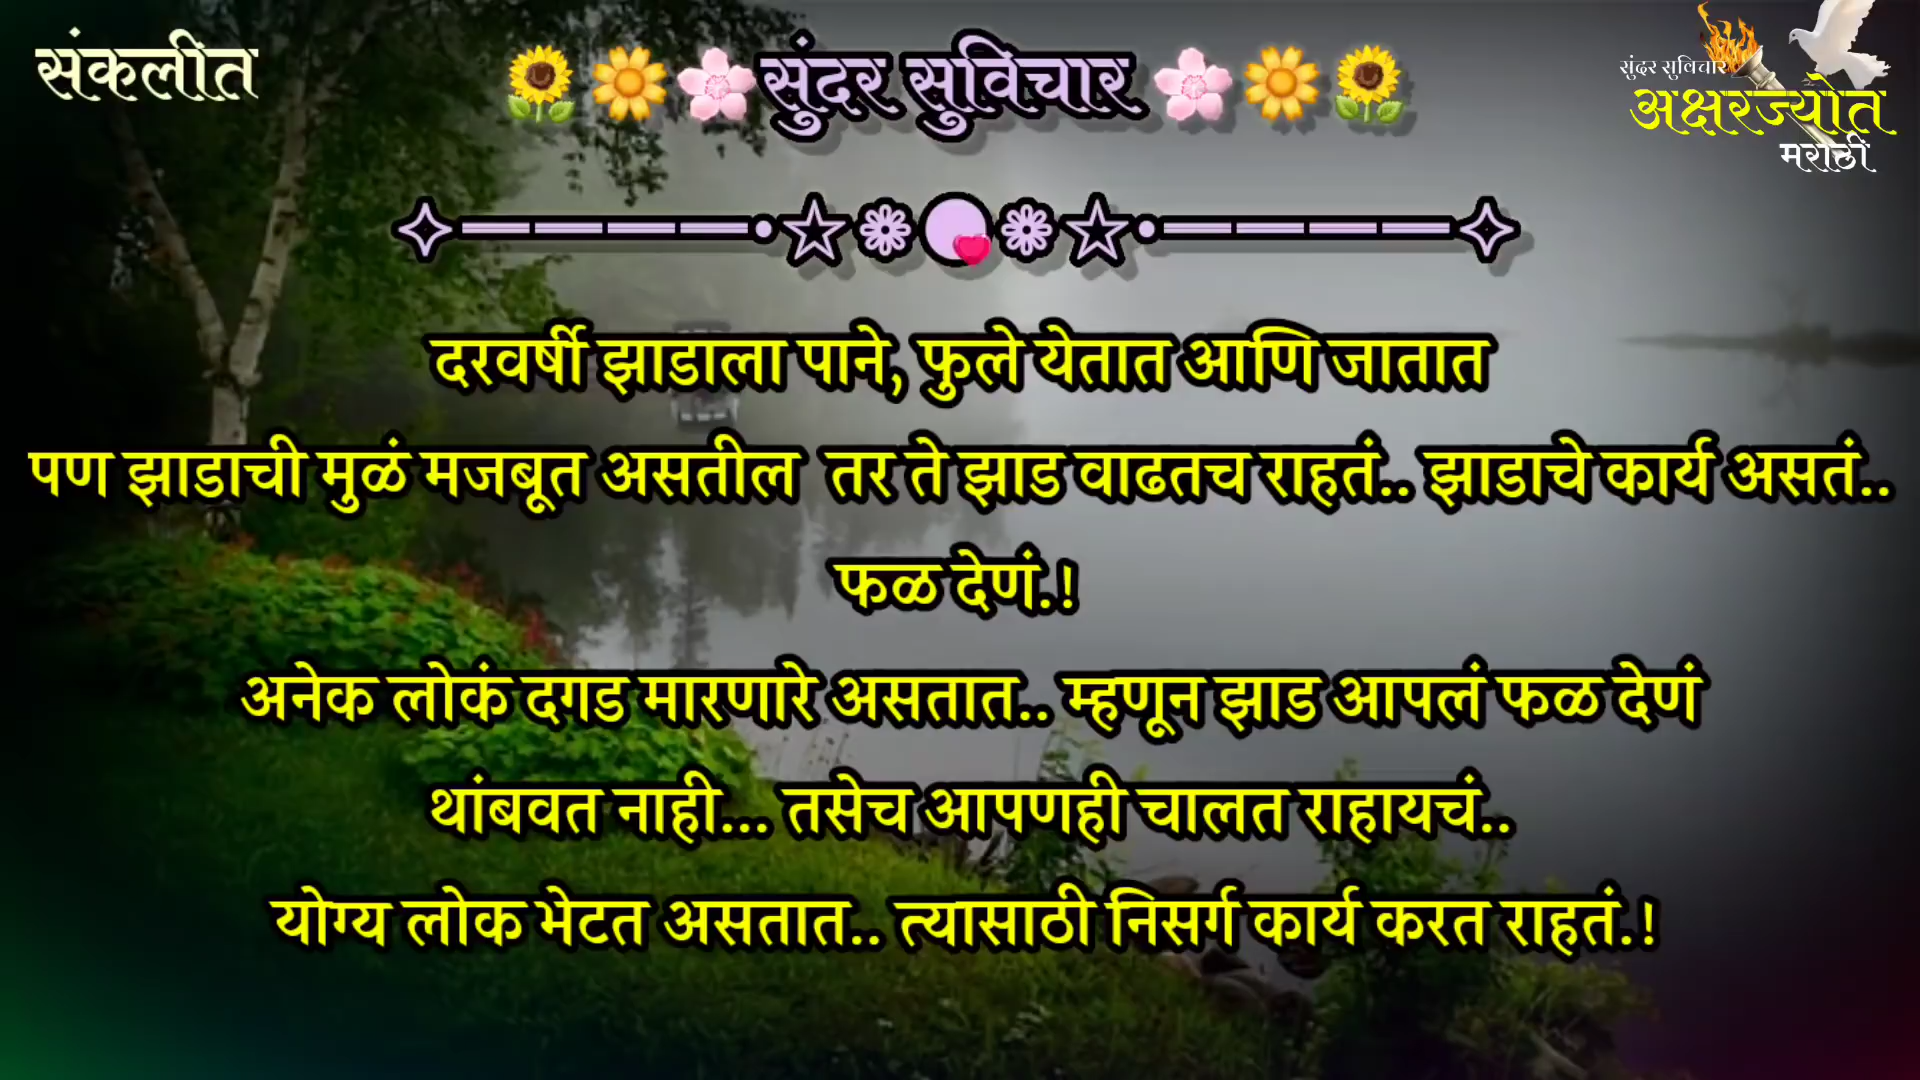 संकलीत
🌻🌼🌸सुंदर सुविचार 🌸🌼🌻
सुंदर सुविचार
अक्षरज्योत
मराठी
दरवर्षी झाडाला पाने, फुले येतात आणि जातात
पण झाडाची मुळं मजबूत असतील  तर ते झाड वाढतच राहतं.. झाडाचे कार्य असतं..
फळ देणं.!
अनेक लोकं दगड मारणारे असतात.. म्हणून झाड आपलं फळ देणं
थांबवत नाही... तसेच आपणही चालत राहायचं..
योग्य लोक भेटत असतात.. त्यासाठी निसर्ग कार्य करत राहतं.!